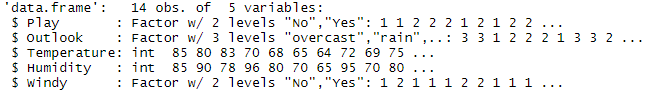 'data.frame':   14 obs. of  5 variables:
 $ Play       : Factor w/ 2 levels "No","Yes": 1 1 2 2 2 1 2 1 2 2 ...
 $ Outlook    : Factor w/ 3 levels "overcast","rain",..: 3 3 1 2 2 2 1 3 3 2 ...
 $ Temperature: int  85 80 83 70 68 65 64 72 69 75 ...
 $ Humidity   : int  85 90 78 96 80 70 65 95 70 80 ...
 $ Windy      : Factor w/ 2 levels "No","Yes": 1 2 1 1 1 2 2 1 1 1 ...